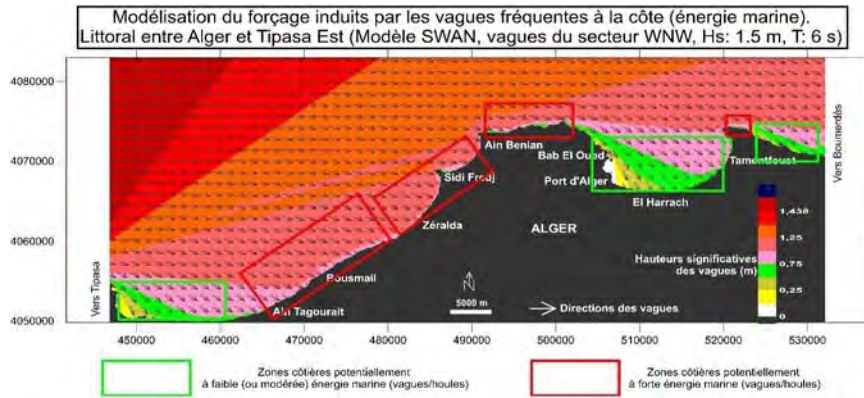 Modélisation du forçage induits par les vagues fréquentes à la côte (énergie marine).
Littoral entre Alger et Tipasa Est (Modèle SWAN, vagues du secteur WNW, Hs: 1.5 m, T: 6 s)
4080000
4070000
4060000
4050000
Vers Tipasa
Vers Boumerdès
Ain Benian
Bab El Oued
Tamentfoust
Sidi Fredj
Port d'Alger
El Harrach
Zéralda
ALGER
Bousmail
Ain Tagourait
N
5000 m
Directions des vagues
Hauteurs significatives
des vagues (m)
1,438
1,25
0,75
0,25
0
450000 460000 470000 480000 490000 500000 510000 520000 530000
Zones côtières potentiellement
à faible (ou modérée) énergie marine (vagues/houles)
Zones côtières potentiellement
à forte énergie marine (vagues/houles)